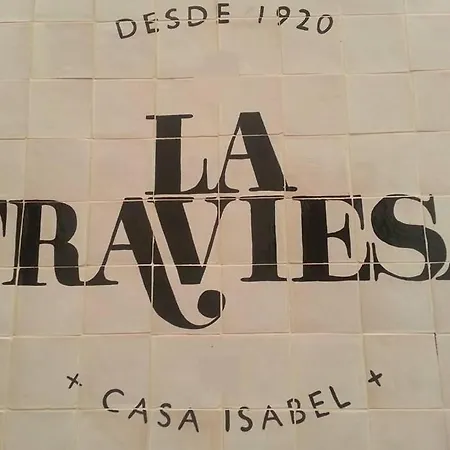 DESDE 1920
LA
TRAVIESA
x CASA ISABEL x